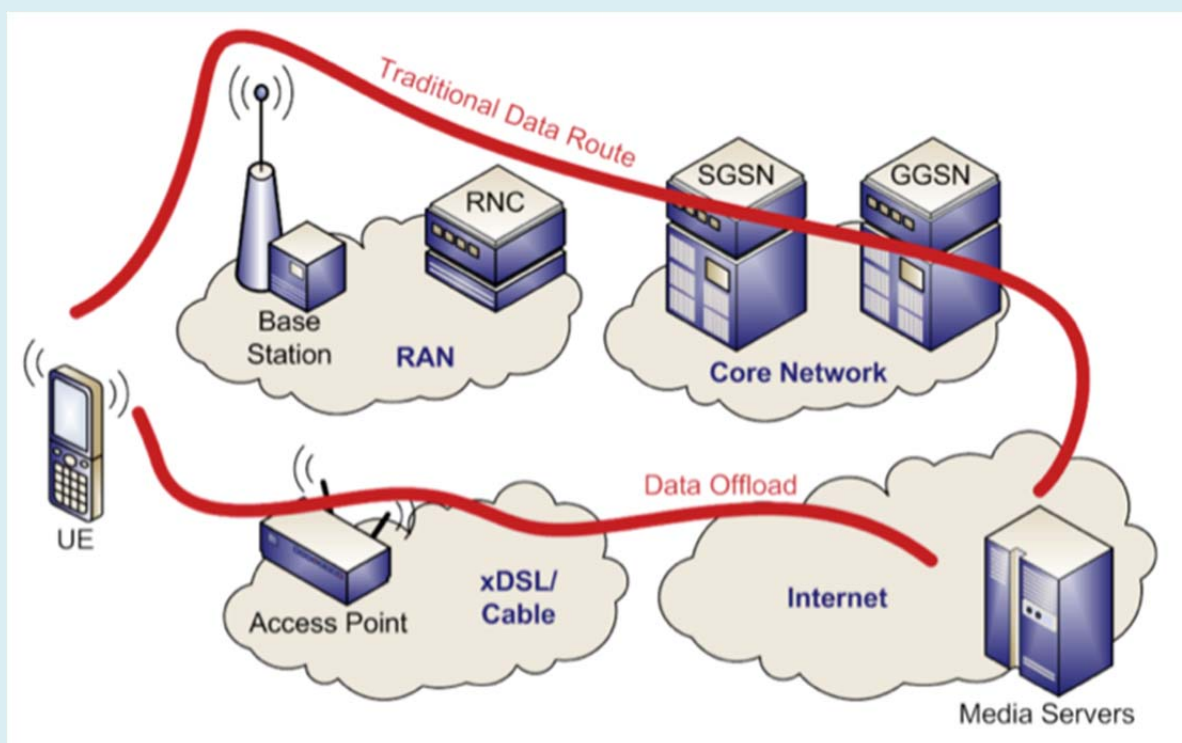 Traditional Data Route
SGSN
GGSN
RNC
Base
Station
RAN
Core Network
UE
Data Offload
Access Point
xDSL/
Cable
Internet
Media Servers